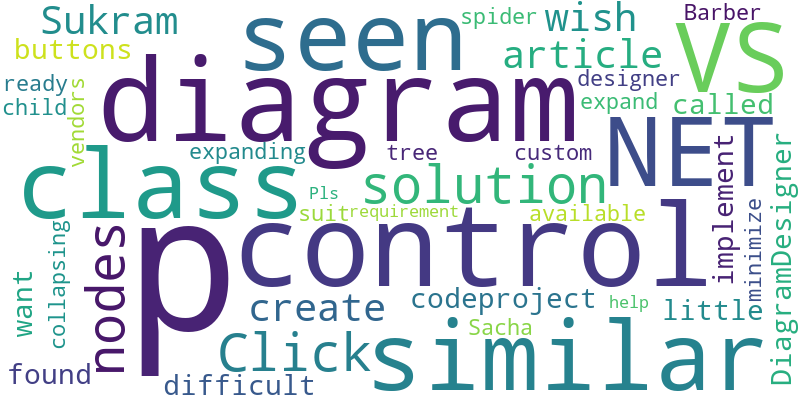 Sukram
seen
spider
wish
Barber
VS
buttons
diagram
article
designer
ready
child
vendors
expand
called
NET
class
expanding
tree
custom
solution
Pls
suit
requirement
available
implement
minimize
DiagramDesigner
nodes
p
control
collapsing
want
create
codeproject
help
little
Click
Sacha
similar
found
difficult